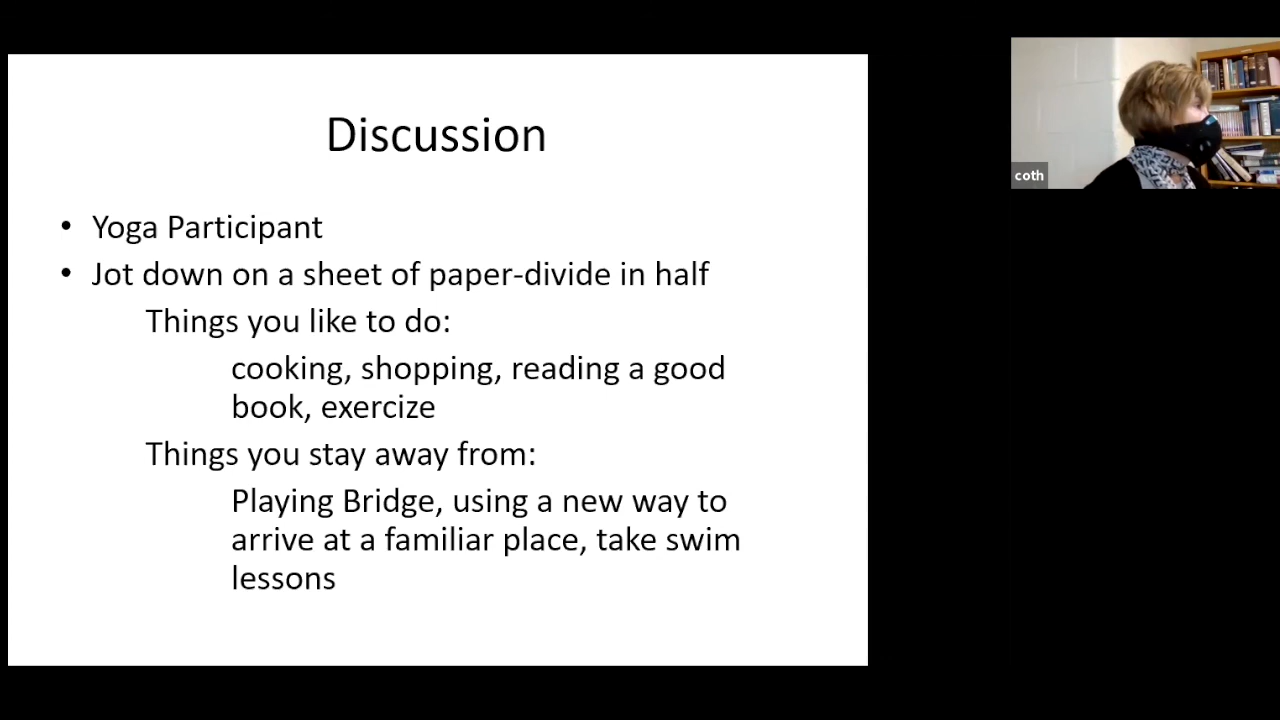 Discussion
• Yoga Participant
• Jot down on a sheet of paper-divide in half
Things you like to do:
cooking, shopping, reading a good
book, exercize
Things you stay away from:
Playing Bridge, using a new way to
arrive at a familiar place, take swim
lessons
coth